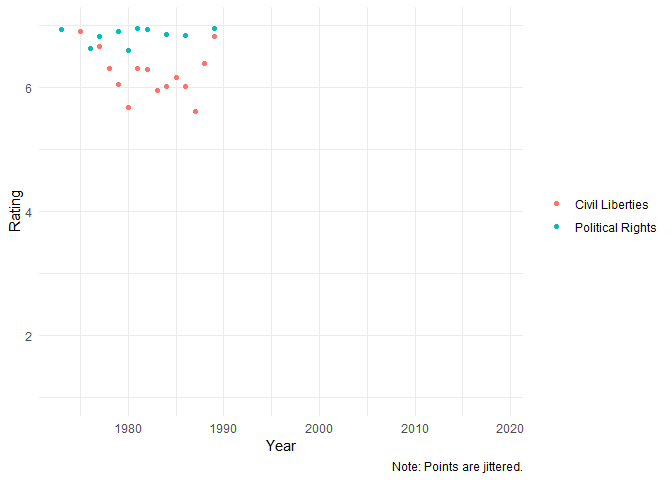 6
4
2
Rating
1980 1990 2000 2010 2020
Year
Civil Liberties
Political Rights
Note: Points are jittered.